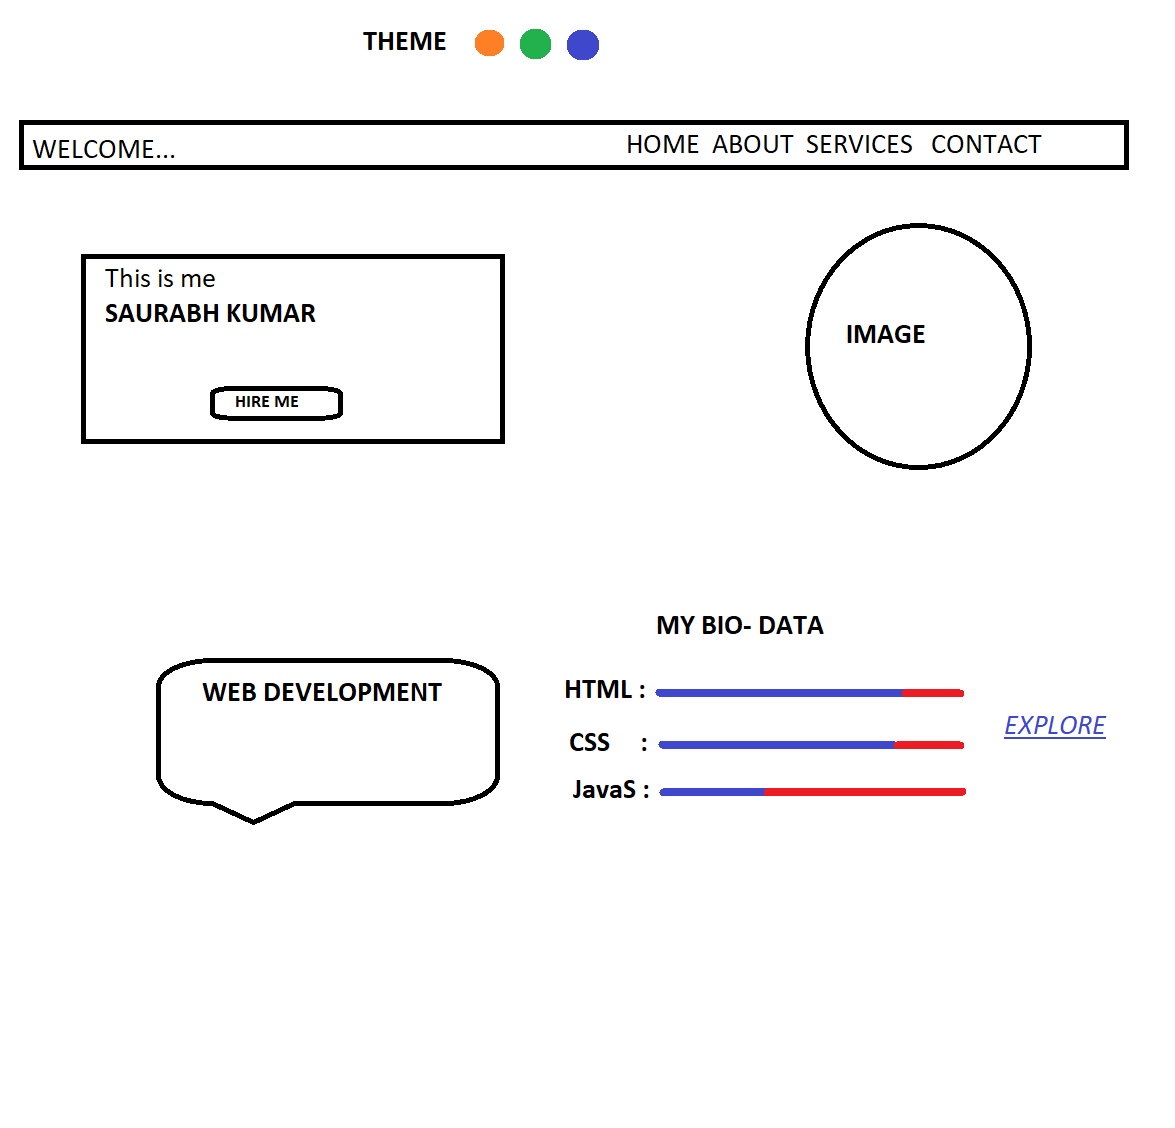 THEME
WELCOME...
HOME ABOUT SERVICES CONTACT
This is me
SAURABH KUMAR
HIRE ME
IMAGE
MY BIO- DATA
WEB DEVELOPMENT
HTML :
CSS :
JavaS :
EXPLORE